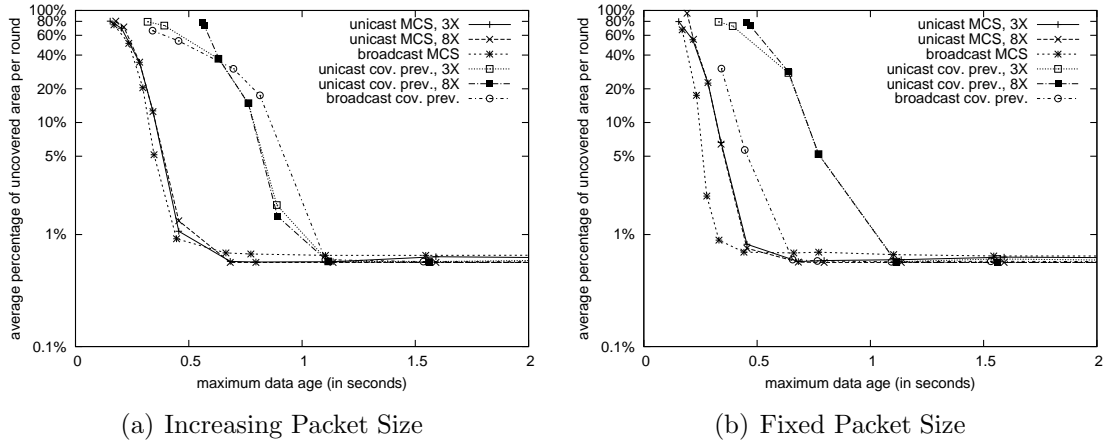 average percentage of uncovered area per round
80%
60%
40%
20%
10%
5%
1%
0.1%
unicast MCS, 3X
unicast MCS, 8X
broadcast MCS
unicast cov. prev., 3X
unicast cov. prev., 8X
broadcast cov. prev.
0 0.5 1 1.5 2
maximum data age (in seconds)
(a) Increasing Packet Size
average percentage of uncovered area per round
80%
60%
40%
20%
10%
5%
1%
0.1%
unicast MCS, 3X
unicast MCS, 8X
broadcast MCS
unicast cov. prev., 3X
unicast cov. prev., 8X
broadcast cov. prev.
0 0.5 1 1.5 2
maximum data age (in seconds)
(b) Fixed Packet Size